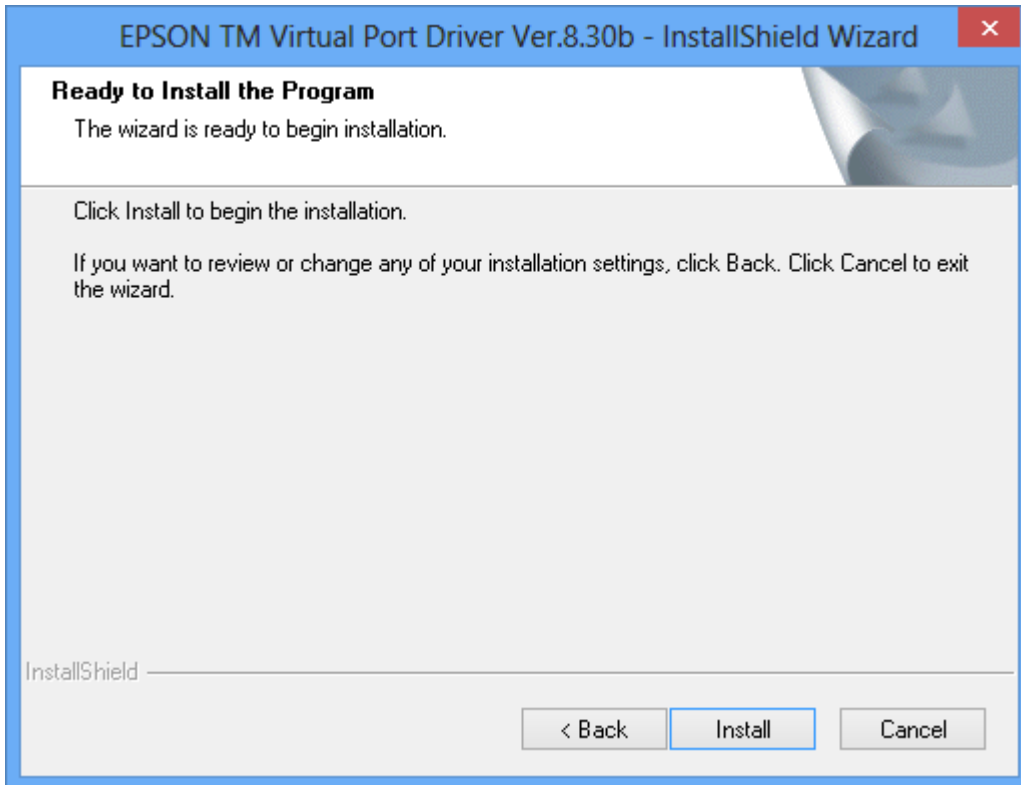 EPSON TM Virtual Port Driver Ver.8.30b - InstallShield Wizard
Ready to Install the Program
The wizard is ready to begin installation.
Click Install to begin the installation.
If you want to review or change any of your installation settings, click Back. Click Cancel to exit
the wizard.
InstallShield
< Back Install Cancel